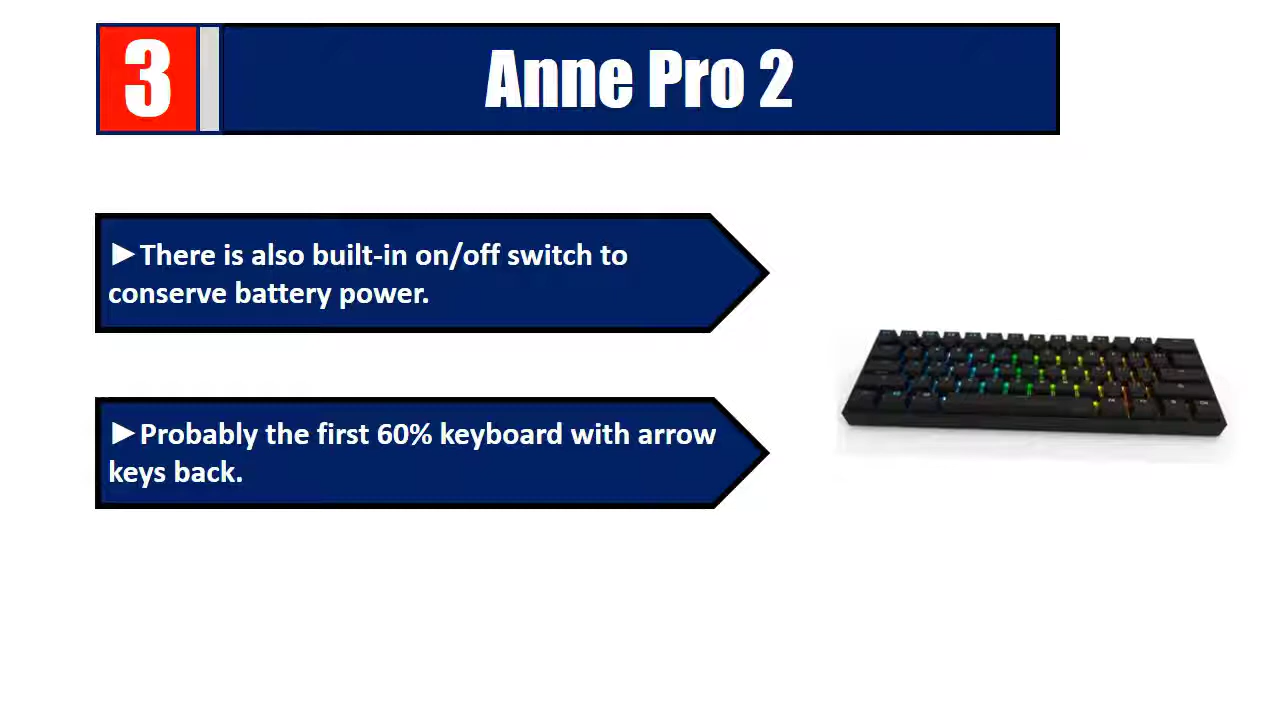 3
Anne Pro 2
►There is also built-in on/off switch to
conserve battery power.
►Probably the first 60% keyboard with arrow
keys back.